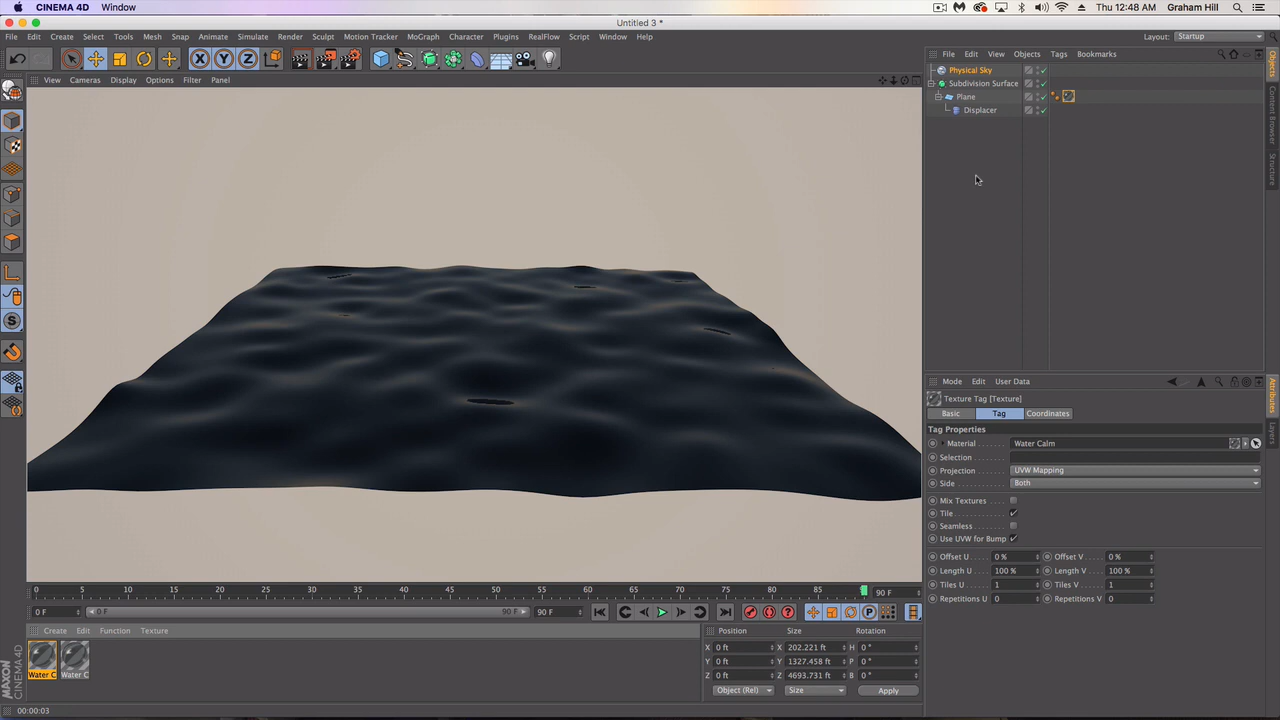 CINEMA 4D Window
Thu 12:48 AM Graham Hill
Untitled 3 *
File Edit Create Select Tools Mesh Snap Animate Simulate Render Sculpt Motion Tracker MoGraph Character Plugins RealFlow Script Window Help
Layout: Startup
View Cameras Display Options Filter Panel
File Edit View Objects Tags Bookmarks
Physical Sky
Subdivision Surface
Plane
Displacer
Objects
Content Browser
Structure
Mode Edit User Data
Texture Tag [Texture]
Basic Tag Coordinates
Tag Properties
Material Water Calm
Selection
Projection UVW Mapping
Side Both
Mix Textures
Tile
Seamless
Use UVW for Bump
Offset U 0 % Offset V 0 %
Length U 100 % Length V 100 %
Tiles U 1 Tiles V 1
Repetitions U 0 Repetitions V 0
Attributes
Layers
0 5 10 15 20 25 30 35 40 45 50 55 60 65 70 75 80 85 90 F
0 F 0 F 90 F 90 F
Create Edit Function Texture
Water C Water C
Position Size Rotation
X 0 ft X 202.221 ft H 0 °
Y 0 ft Y 1327.458 ft P 0 °
Z 0 ft Z 4693.731 ft B 0 °
Object (Rel) Size Apply
MAXON
CINEMA 4D
00:00:03